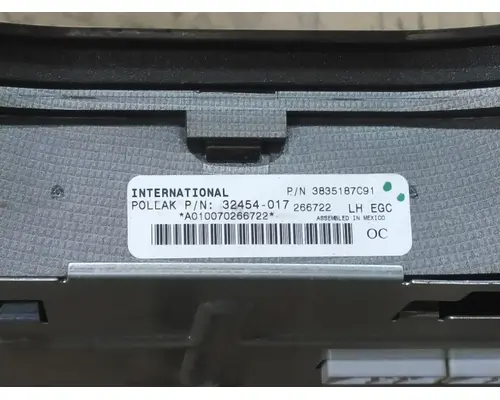 INTERNATIONAL P/N 3835187C91
POLLAK P/N: 32454-017 266722 LH EGC
*A010070266722* ASSEMBLED IN MEXICO
OC